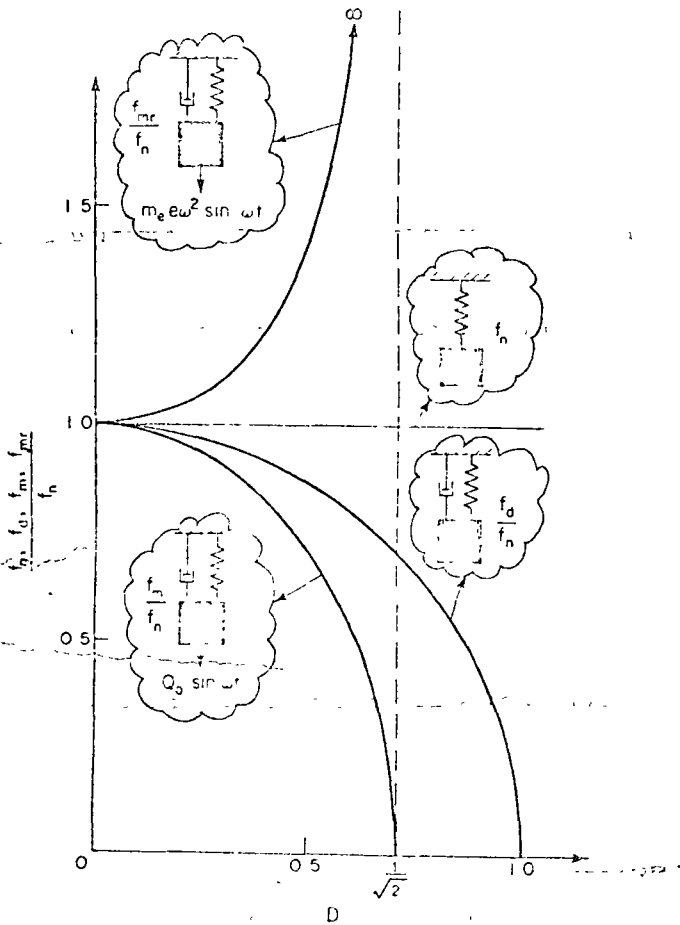 ∞
f_mr / f_n
m_e eω² sin ωt
1 5
f_n
1 0
f_n, f_d, f_m, f_mr / f_n
f_d / f_n
f_m / f_n
0 5
Q_o sin ωt
0
0 5
1/√2
1 0
D